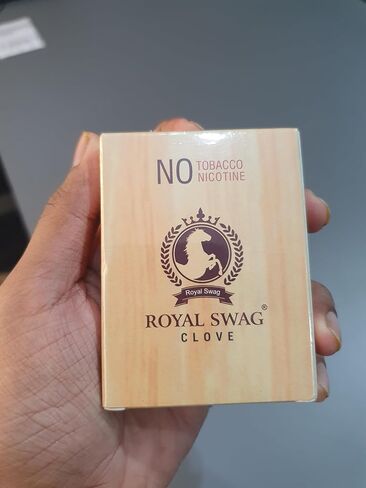 NO TOBACCO
NICOTINE
Royal Swag
ROYAL SWAG®
CLOVE